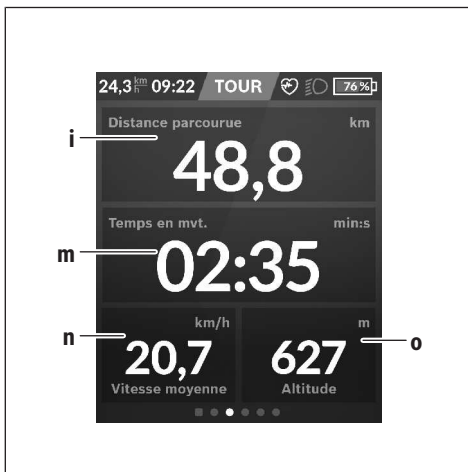 24,3 km/h 09:22 TOUR 76 %
Distance parcourue km
i
48,8
Temps en mvt. min:s
m
02:35
km/h m
n
o
20,7 627
Vitesse moyenne Altitude